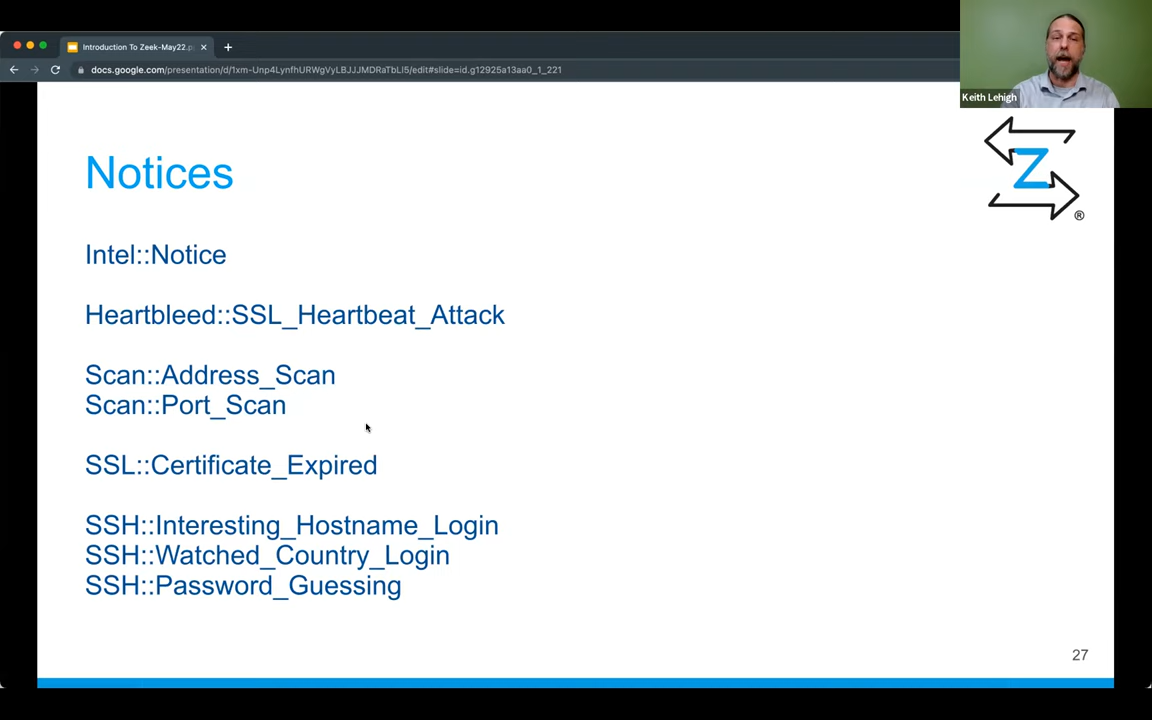 Introduction To Zeek-May22.p
docs.google.com/presentation/d/1xm-Unp4LynfhURWgVyLBJJJMDRaTbLI5/edit#slide=id.g12925a13aa0_1_221
Keith Lehigh
Z
®
Notices
Intel::Notice
Heartbleed::SSL_Heartbeat_Attack
Scan::Address_Scan
Scan::Port_Scan
SSL::Certificate_Expired
SSH::Interesting_Hostname_Login
SSH::Watched_Country_Login
SSH::Password_Guessing
27